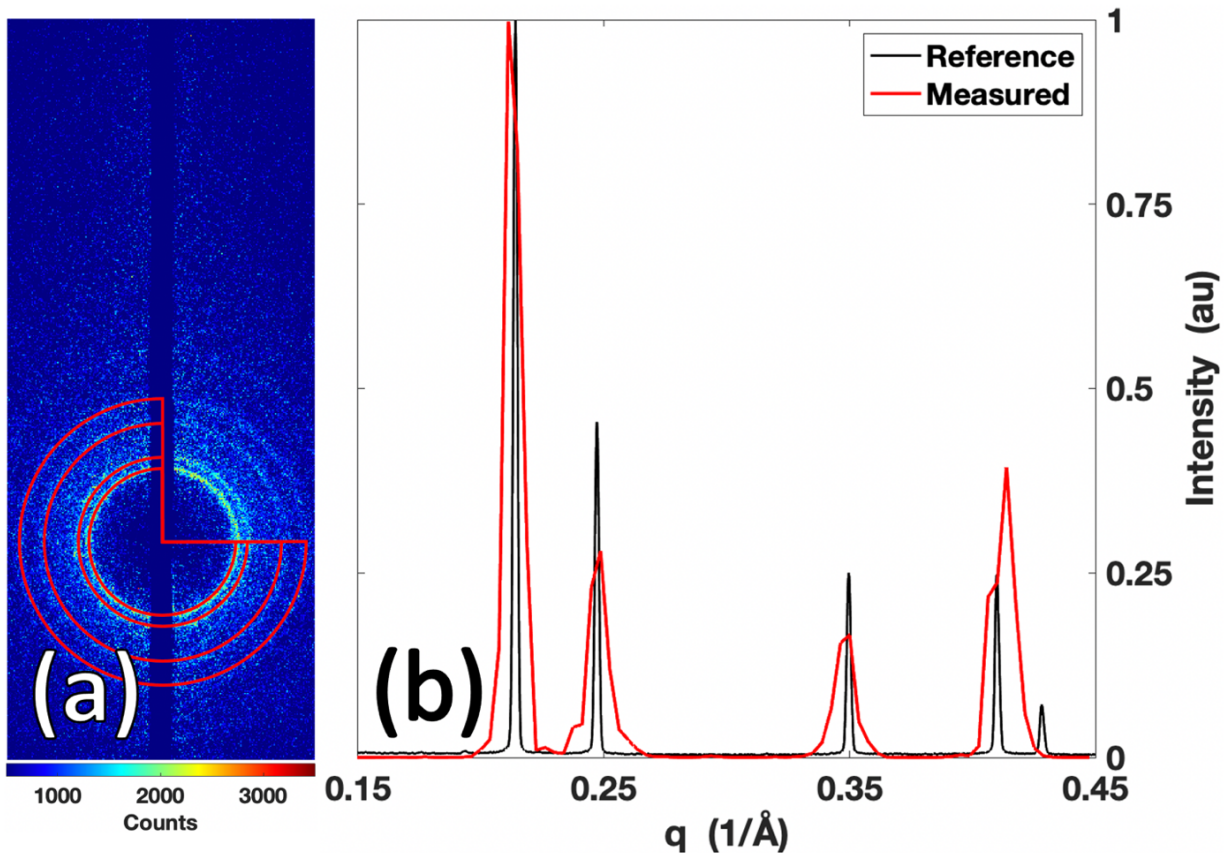 (a)
1000 2000 3000
Counts
(b)
Reference
Measured
1
0.75
0.5
0.25
0
Intensity (au)
0.15 0.25 0.35 0.45
q (1/Å)